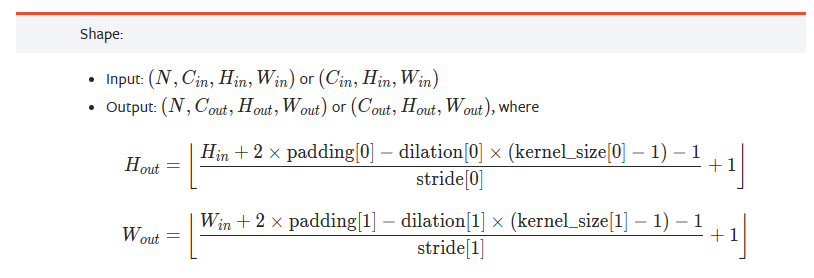 Shape:
• Input: (N, C_in, H_in, W_in) or (C_in, H_in, W_in)
• Output: (N, C_out, H_out, W_out) or (C_out, H_out, W_out), where
H_out = ⌊(H_in + 2 × padding[0] − dilation[0] × (kernel_size[0] − 1) − 1) / stride[0] + 1⌋
W_out = ⌊(W_in + 2 × padding[1] − dilation[1] × (kernel_size[1] − 1) − 1) / stride[1] + 1⌋